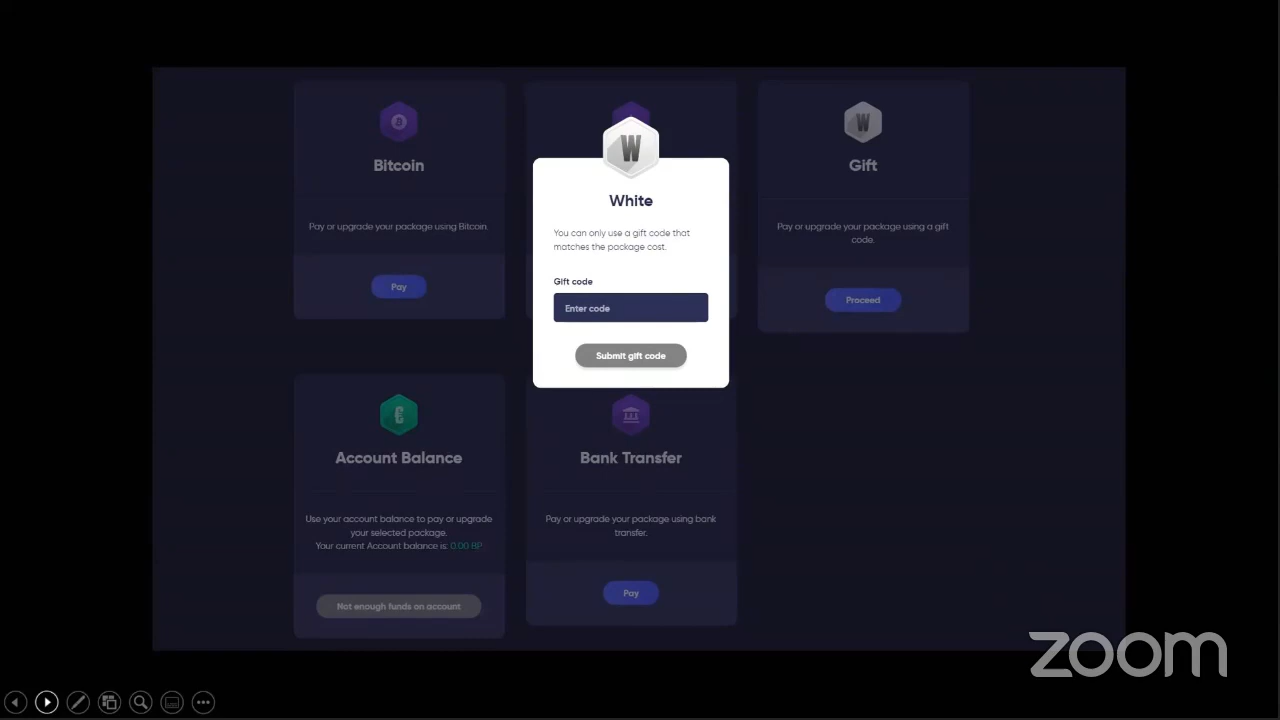 Bitcoin
Pay or upgrade your package using Bitcoin.
Pay
W
Gift
Pay or upgrade your package using a gift
code.
Proceed
W
White
You can only use a gift code that
matches the package cost.
Gift code
Enter code
Submit gift code
€
Account Balance
Use your account balance to pay or upgrade
your selected package.
Your current Account balance is: 0.00 BP
Not enough funds on account
Bank Transfer
Pay or upgrade your package using bank
transfer.
Pay
zoom